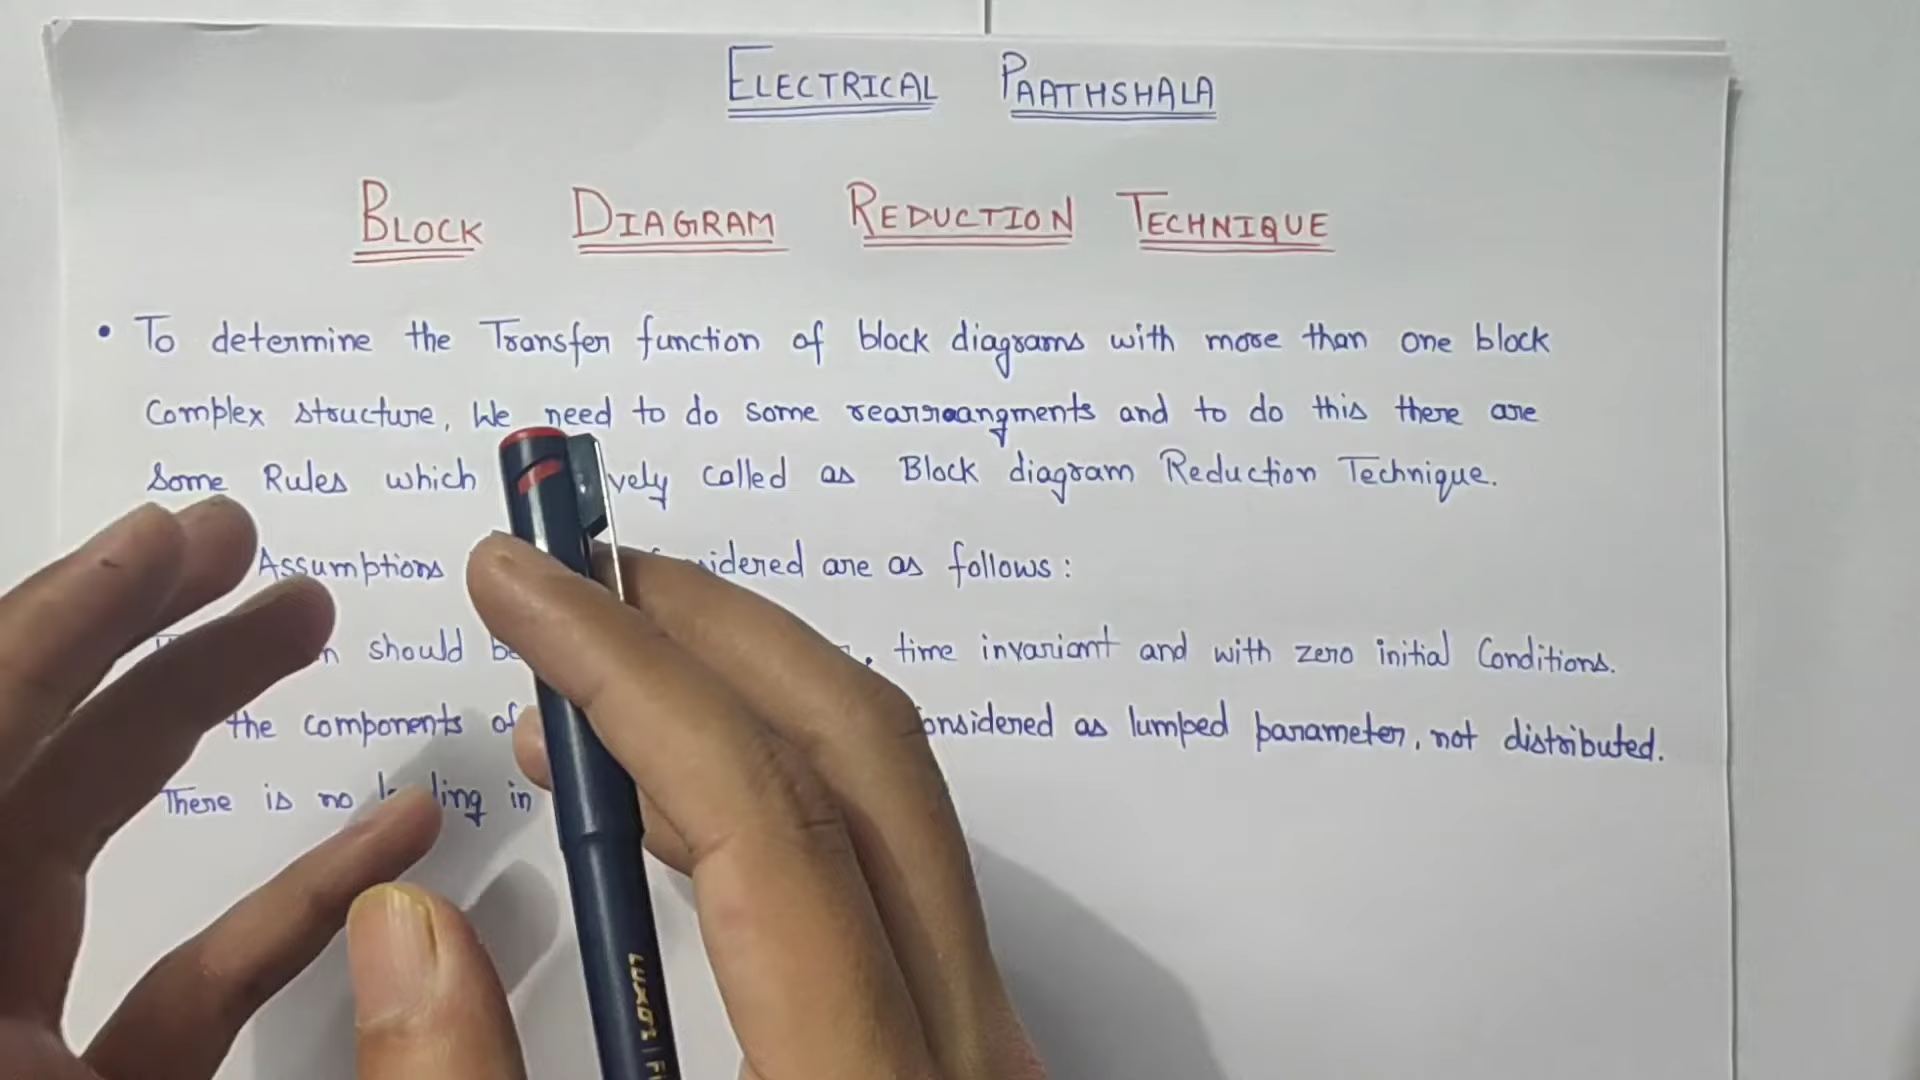 ELECTRICAL PAATHSHALA
BLOCK DIAGRAM REDUCTION TECHNIQUE
• To determine the Transfer function of block diagrams with more than one block
Complex structure, We need to do some rearraangments and to do this there are
Some Rules which vely called as Block diagram Reduction Technique.
Assumptions sidered are as follows:
n should be , time invariant and with zero initial Conditions.
the components of onsidered as lumped parameter, not distributed.
There is no in
LUXOR